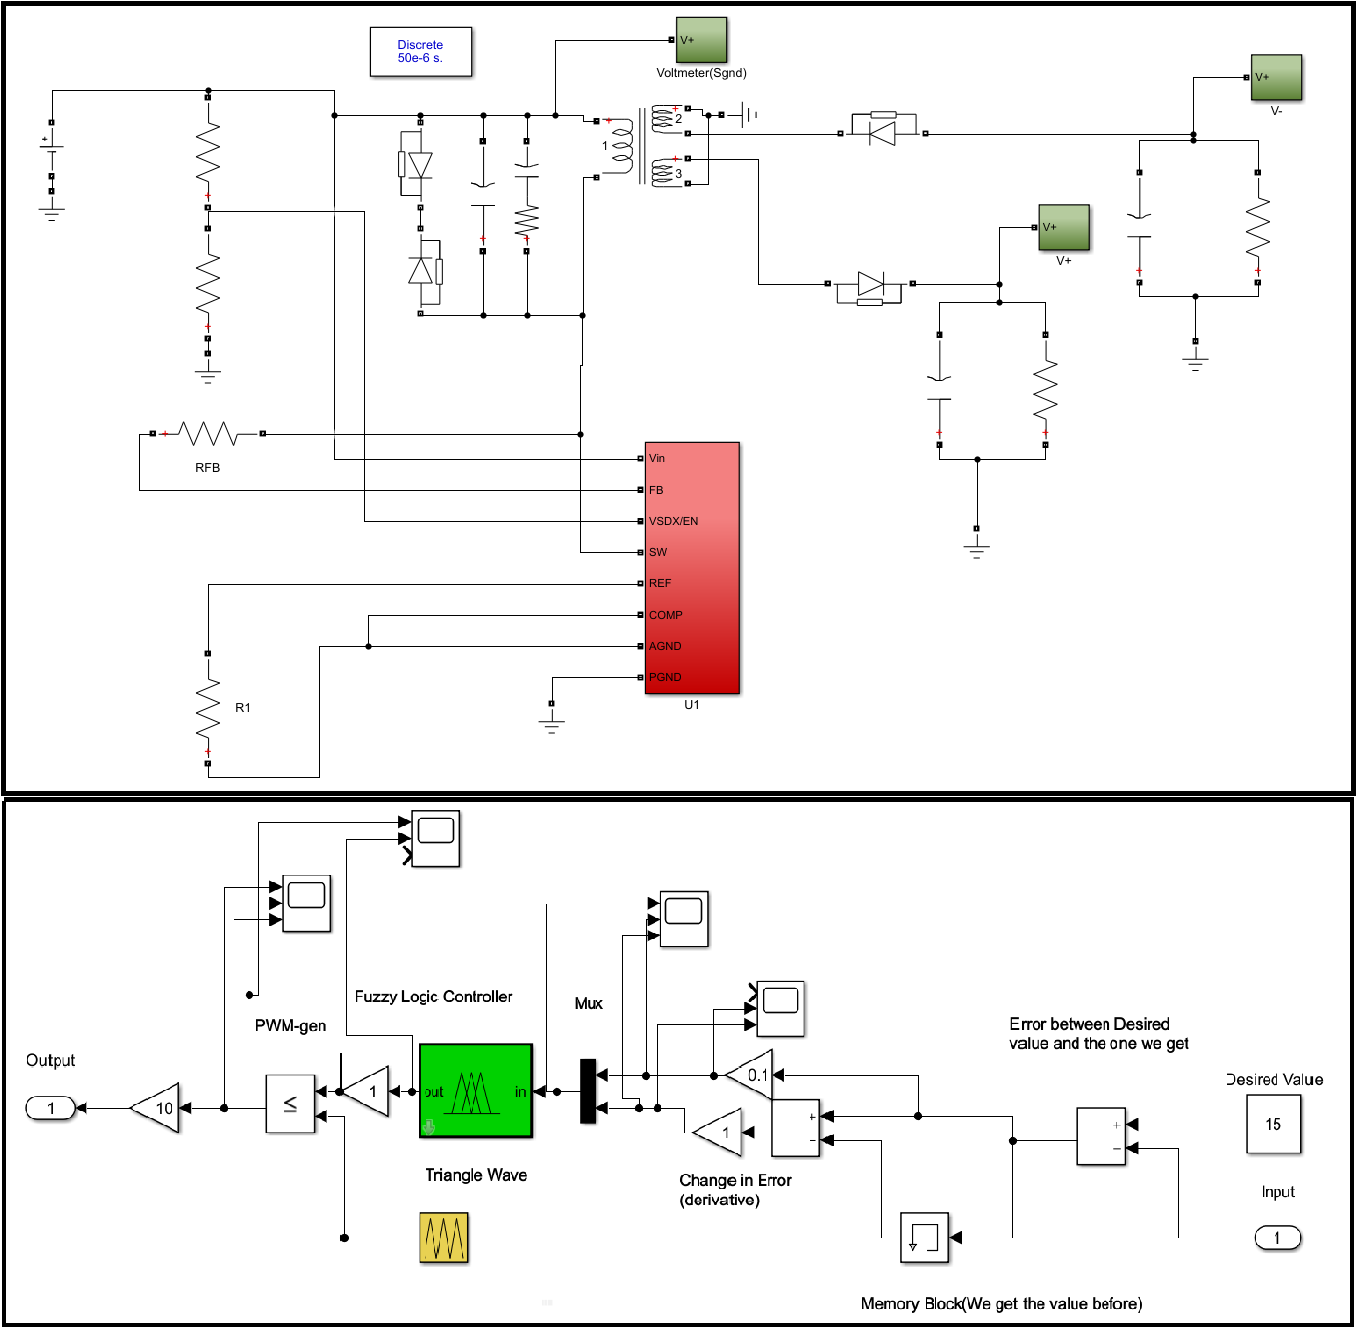 Discrete
50e-6 s.
V+
Voltmeter(Sgnd)
V+
V-
1
2
3
V+
V+
RFB
Vin
FB
VSDX/EN
SW
REF
COMP
AGND
PGND
U1
R1
Fuzzy Logic Controller
Mux
PWM-gen
Error between Desired
value and the one we get
Output
Desired Value
1
10
≤
1
out
in
0.1
1
+
−
+
−
15
Triangle Wave
Change in Error
(derivative)
Input
1
Memory Block(We get the value before)